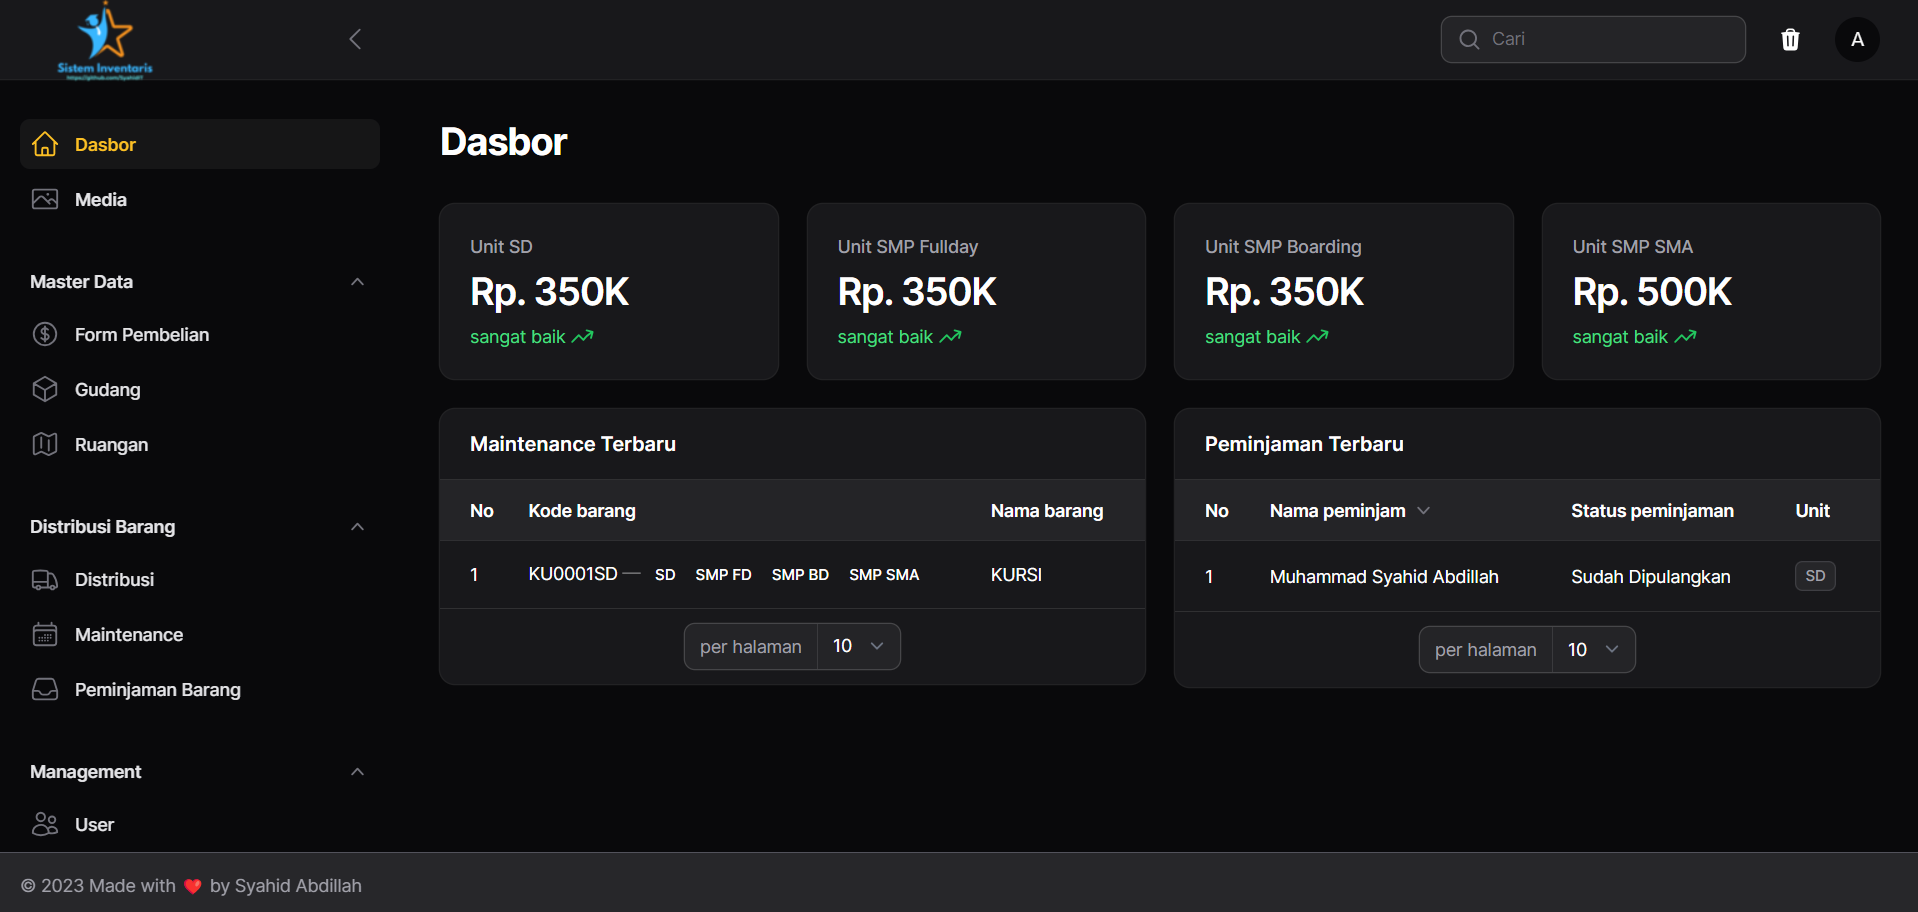 Sistem Inventaris
Cari
A
Dasbor
Media
Master Data
Form Pembelian
Gudang
Ruangan
Distribusi Barang
Distribusi
Maintenance
Peminjaman Barang
Management
User
Dasbor
Unit SD
Rp. 350K
sangat baik
Unit SMP Fullday
Rp. 350K
sangat baik
Unit SMP Boarding
Rp. 350K
sangat baik
Unit SMP SMA
Rp. 500K
sangat baik
Maintenance Terbaru
No Kode barang Nama barang
1 KU0001SD — SD SMP FD SMP BD SMP SMA KURSI
per halaman 10
Peminjaman Terbaru
No Nama peminjam Status peminjaman Unit
1 Muhammad Syahid Abdillah Sudah Dipulangkan SD
per halaman 10
© 2023 Made with ❤️ by Syahid Abdillah